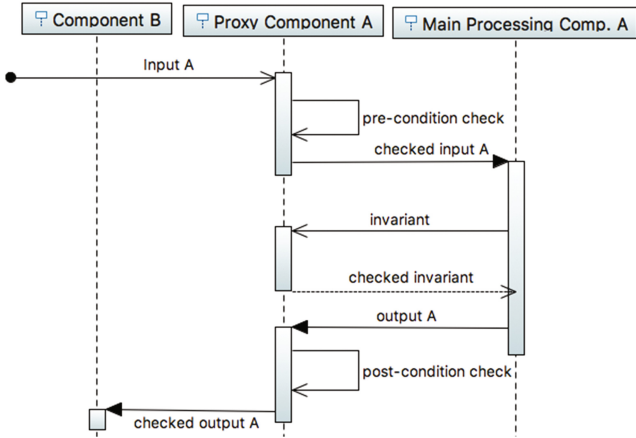 Component B
Proxy Component A
Main Processing Comp. A
Input A
pre-condition check
checked input A
invariant
checked invariant
output A
post-condition check
checked output A